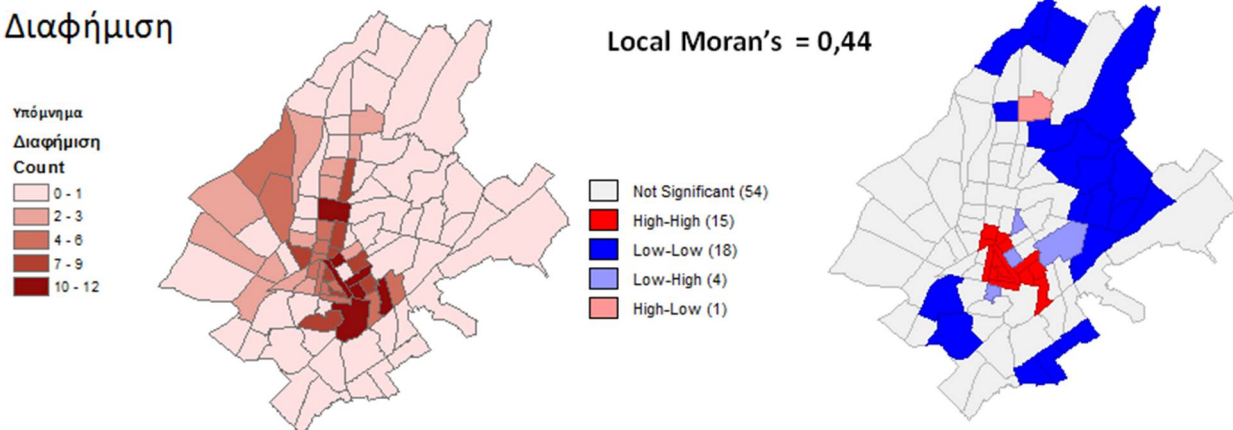 Διαφήμιση
Υπόμνημα
Διαφήμιση
Count
0 - 1
2 - 3
4 - 6
7 - 9
10 - 12
Local Moran's = 0,44
Not Significant (54)
High-High (15)
Low-Low (18)
Low-High (4)
High-Low (1)